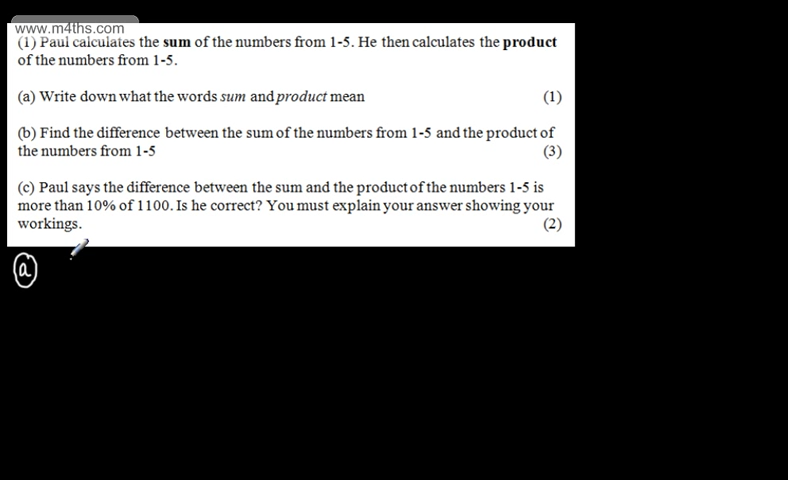 www.m4ths.com
(1) Paul calculates the sum of the numbers from 1-5. He then calculates the product
of the numbers from 1-5.
(a) Write down what the words sum and product mean (1)
(b) Find the difference between the sum of the numbers from 1-5 and the product of
the numbers from 1-5 (3)
(c) Paul says the difference between the sum and the product of the numbers 1-5 is
more than 10% of 1100. Is he correct? You must explain your answer showing your
workings. (2)
(a)